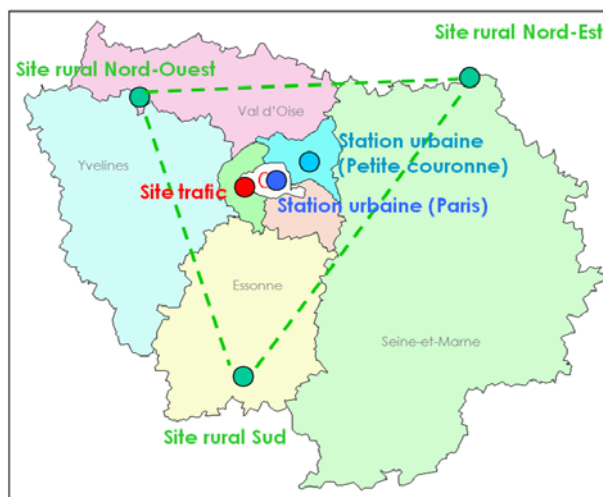 Site rural Nord-Est
Site rural Nord-Ouest
Val d'Oise
Yvelines
Station urbaine
(Petite couronne)
Site trafic
Station urbaine (Paris)
Essonne
Seine-et-Marne
Site rural Sud